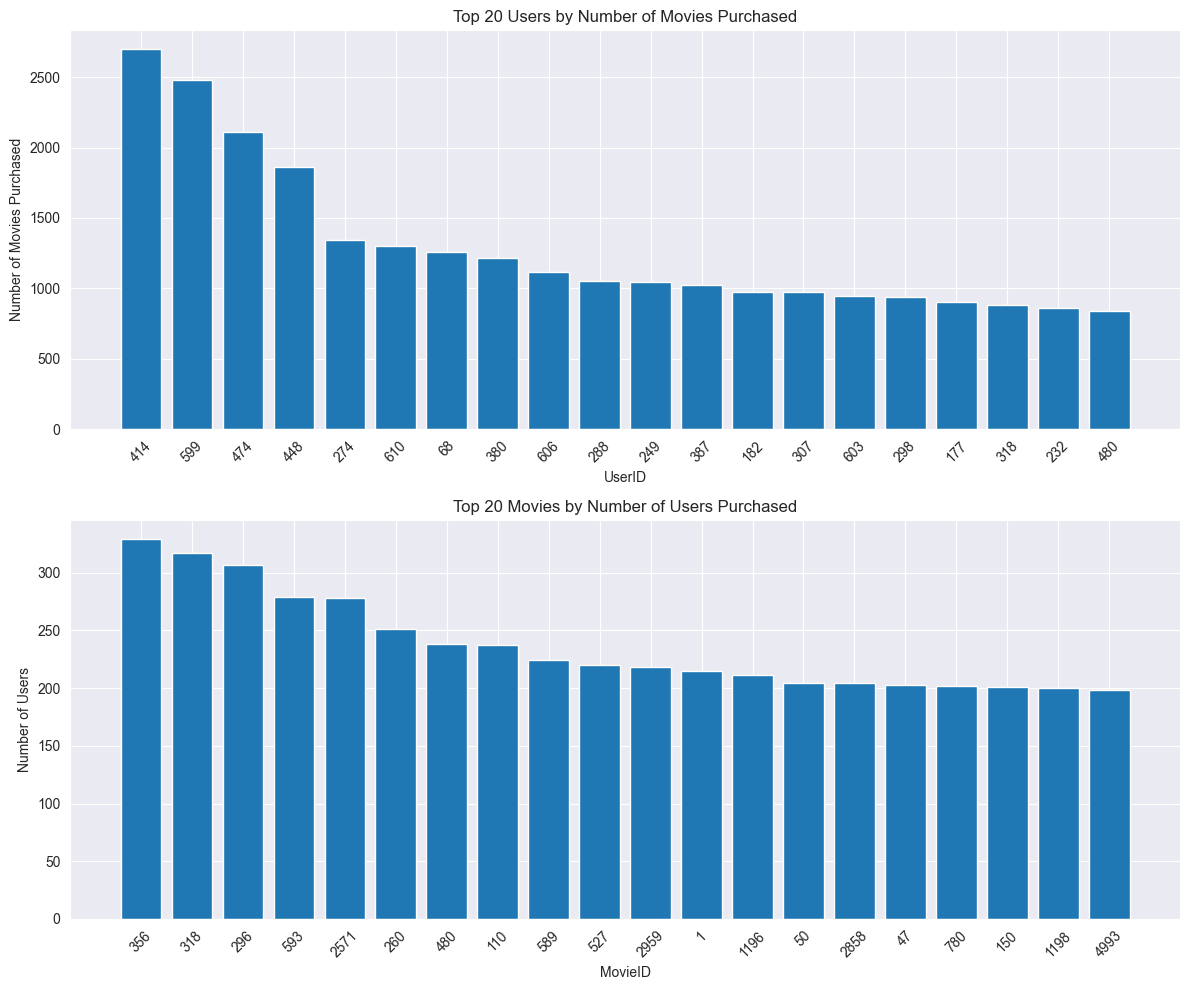 Top 20 Users by Number of Movies Purchased
Number of Movies Purchased
2500
2000
1500
1000
500
0
414 599 474 448 274 610 68 380 606 288 249 387 182 307 603 298 177 318 232 480
UserID
Top 20 Movies by Number of Users Purchased
Number of Users
300
250
200
150
100
50
0
356 318 296 593 2571 260 480 110 589 527 2959 1 1196 50 2858 47 780 150 1198 4993
MovieID